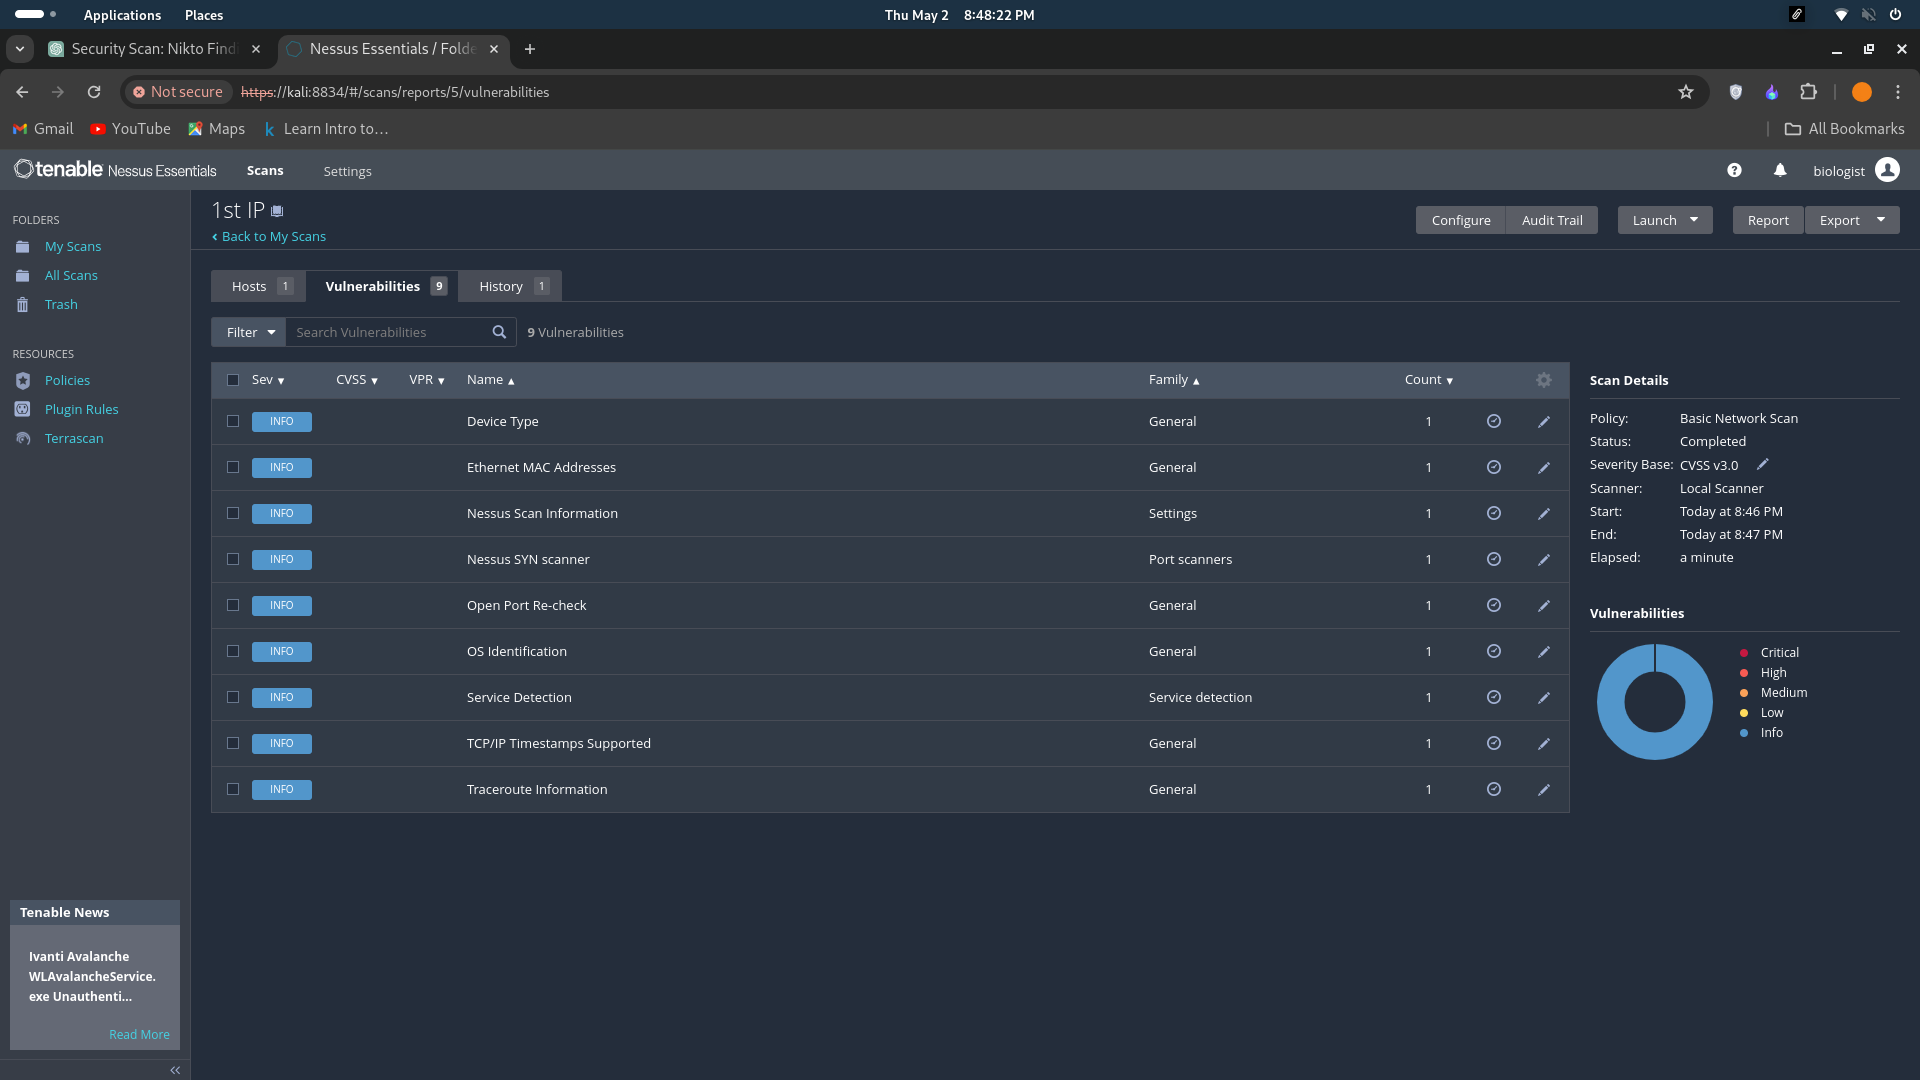 Applications Places Thu May 2 8:48:22 PM
Security Scan: Nikto Find
Nessus Essentials / Folde
Not secure https://kali:8834/#/scans/reports/5/vulnerabilities
Gmail YouTube Maps Learn Intro to… All Bookmarks
tenable Nessus Essentials Scans Settings biologist
FOLDERS
My Scans
All Scans
Trash
RESOURCES
Policies
Plugin Rules
Terrascan
Tenable News
Ivanti Avalanche
WLAvalancheService.
exe Unauthenti...
Read More
1st IP
Back to My Scans
Configure Audit Trail Launch Report Export
Hosts 1 Vulnerabilities 9 History 1
Filter Search Vulnerabilities 9 Vulnerabilities
Sev CVSS VPR Name Family Count
INFO Device Type General 1
INFO Ethernet MAC Addresses General 1
INFO Nessus Scan Information Settings 1
INFO Nessus SYN scanner Port scanners 1
INFO Open Port Re-check General 1
INFO OS Identification General 1
INFO Service Detection Service detection 1
INFO TCP/IP Timestamps Supported General 1
INFO Traceroute Information General 1
Scan Details
Policy: Basic Network Scan
Status: Completed
Severity Base: CVSS v3.0
Scanner: Local Scanner
Start: Today at 8:46 PM
End: Today at 8:47 PM
Elapsed: a minute
Vulnerabilities
Critical
High
Medium
Low
Info